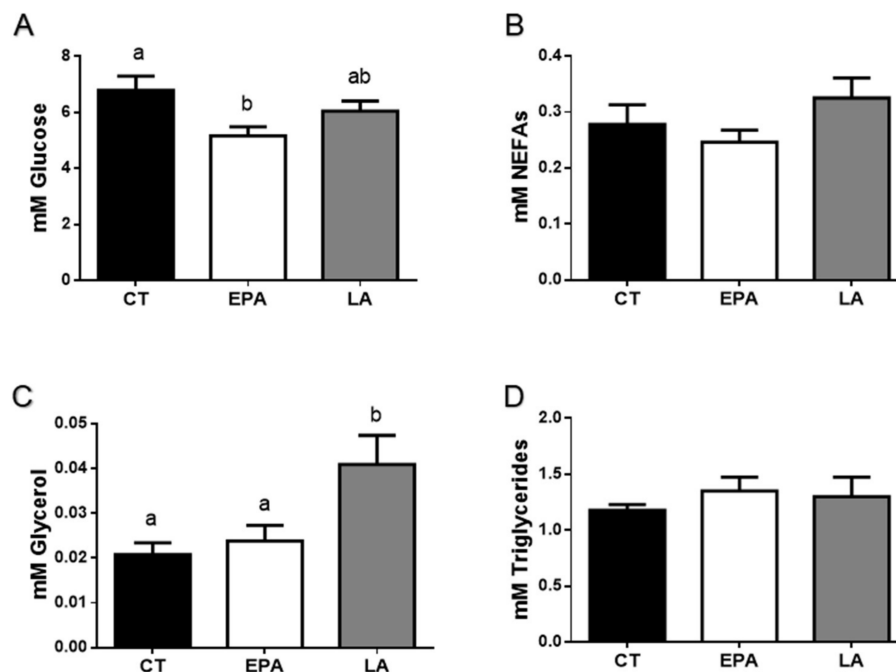 A
mM Glucose
8
6
4
2
0
a
b
ab
CT EPA LA
B
mM NEFAs
0.4
0.3
0.2
0.1
0.0
CT EPA LA
C
mM Glycerol
0.05
0.04
0.03
0.02
0.01
0.00
a
a
b
CT EPA LA
D
mM Triglycerides
2.0
1.5
1.0
0.5
0.0
CT EPA LA